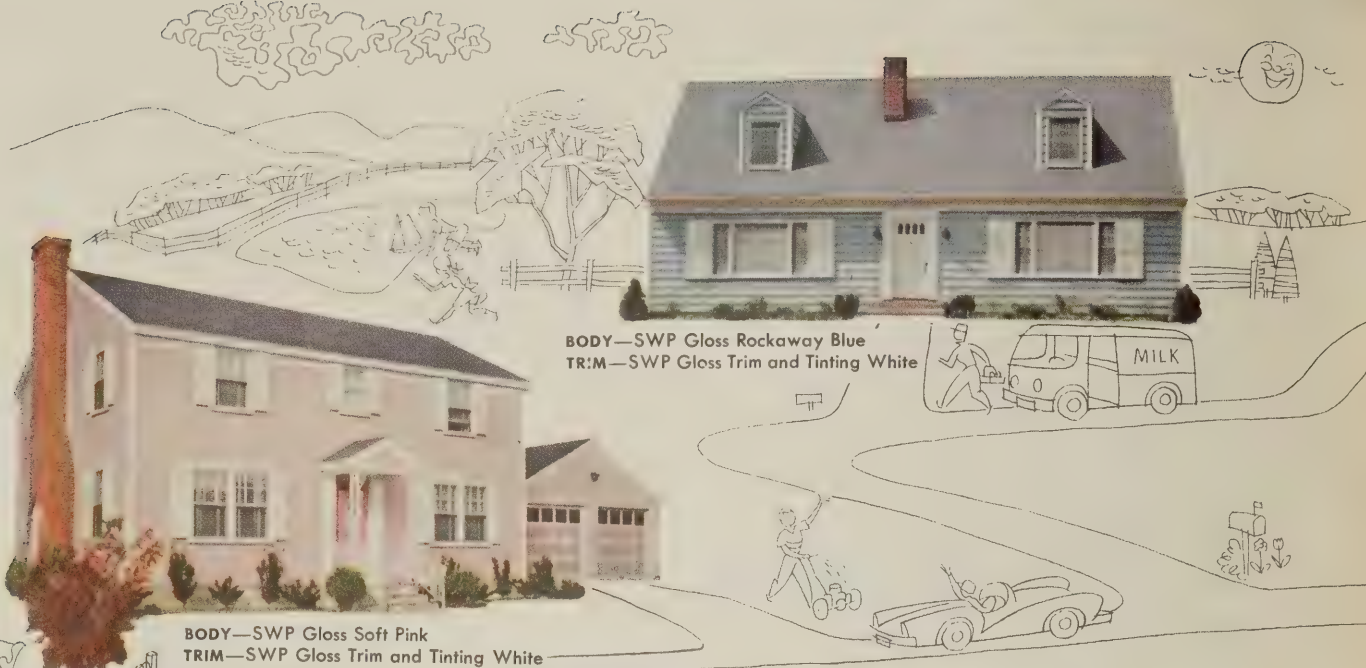 BODY—SWP Gloss Rockaway Blue
TRIM—SWP Gloss Trim and Tinting White
MILK
BODY—SWP Gloss Soft Pink
TRIM—SWP Gloss Trim and Tinting White